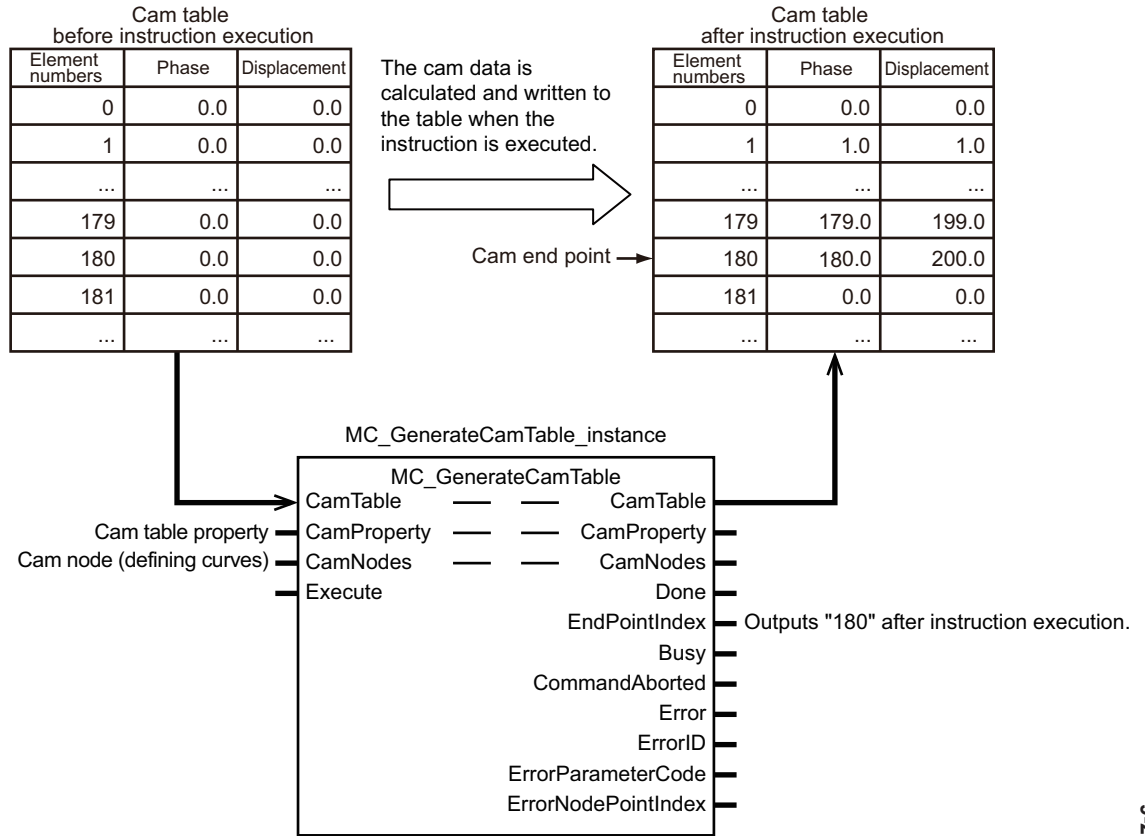 Cam table
before instruction execution
Element numbers Phase Displacement
0 0.0 0.0
1 0.0 0.0
... ... ...
179 0.0 0.0
180 0.0 0.0
181 0.0 0.0
... ... ...
The cam data is
calculated and written to
the table when the
instruction is executed.
Cam end point
Cam table
after instruction execution
Element numbers Phase Displacement
0 0.0 0.0
1 1.0 1.0
... ... ...
179 179.0 199.0
180 180.0 200.0
181 0.0 0.0
... ... ...
MC_GenerateCamTable_instance
MC_GenerateCamTable
CamTable CamTable
Cam table property CamProperty CamProperty
Cam node (defining curves) CamNodes CamNodes
Execute Done
EndPointIndex Outputs "180" after instruction execution.
Busy
CommandAborted
Error
ErrorID
ErrorParameterCode
ErrorNodePointIndex